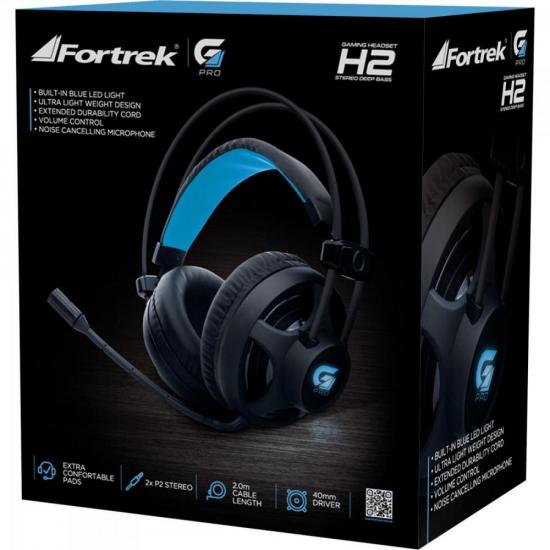 Fortrek® G PRO
GAMING HEADSET
H2
STEREO DEEP BASS
• BUILT-IN BLUE LED LIGHT
• ULTRA LIGHT WEIGHT DESIGN
• EXTENDED DURABILITY CORD
• VOLUME CONTROL
• NOISE CANCELLING MICROPHONE
G
PRO
EXTRA
CONFORTABLE
PADS
2x P2 STEREO
2.0m
CABLE
LENGTH
40mm
DRIVER
Fortrek® G PRO
GAMING HEADSET
H2
STEREO DEEP BASS
• BUILT-IN BLUE LED LIGHT
• ULTRA LIGHT WEIGHT DESIGN
• EXTENDED DURABILITY CORD
• VOLUME CONTROL
• NOISE CANCELLING MICROPHONE